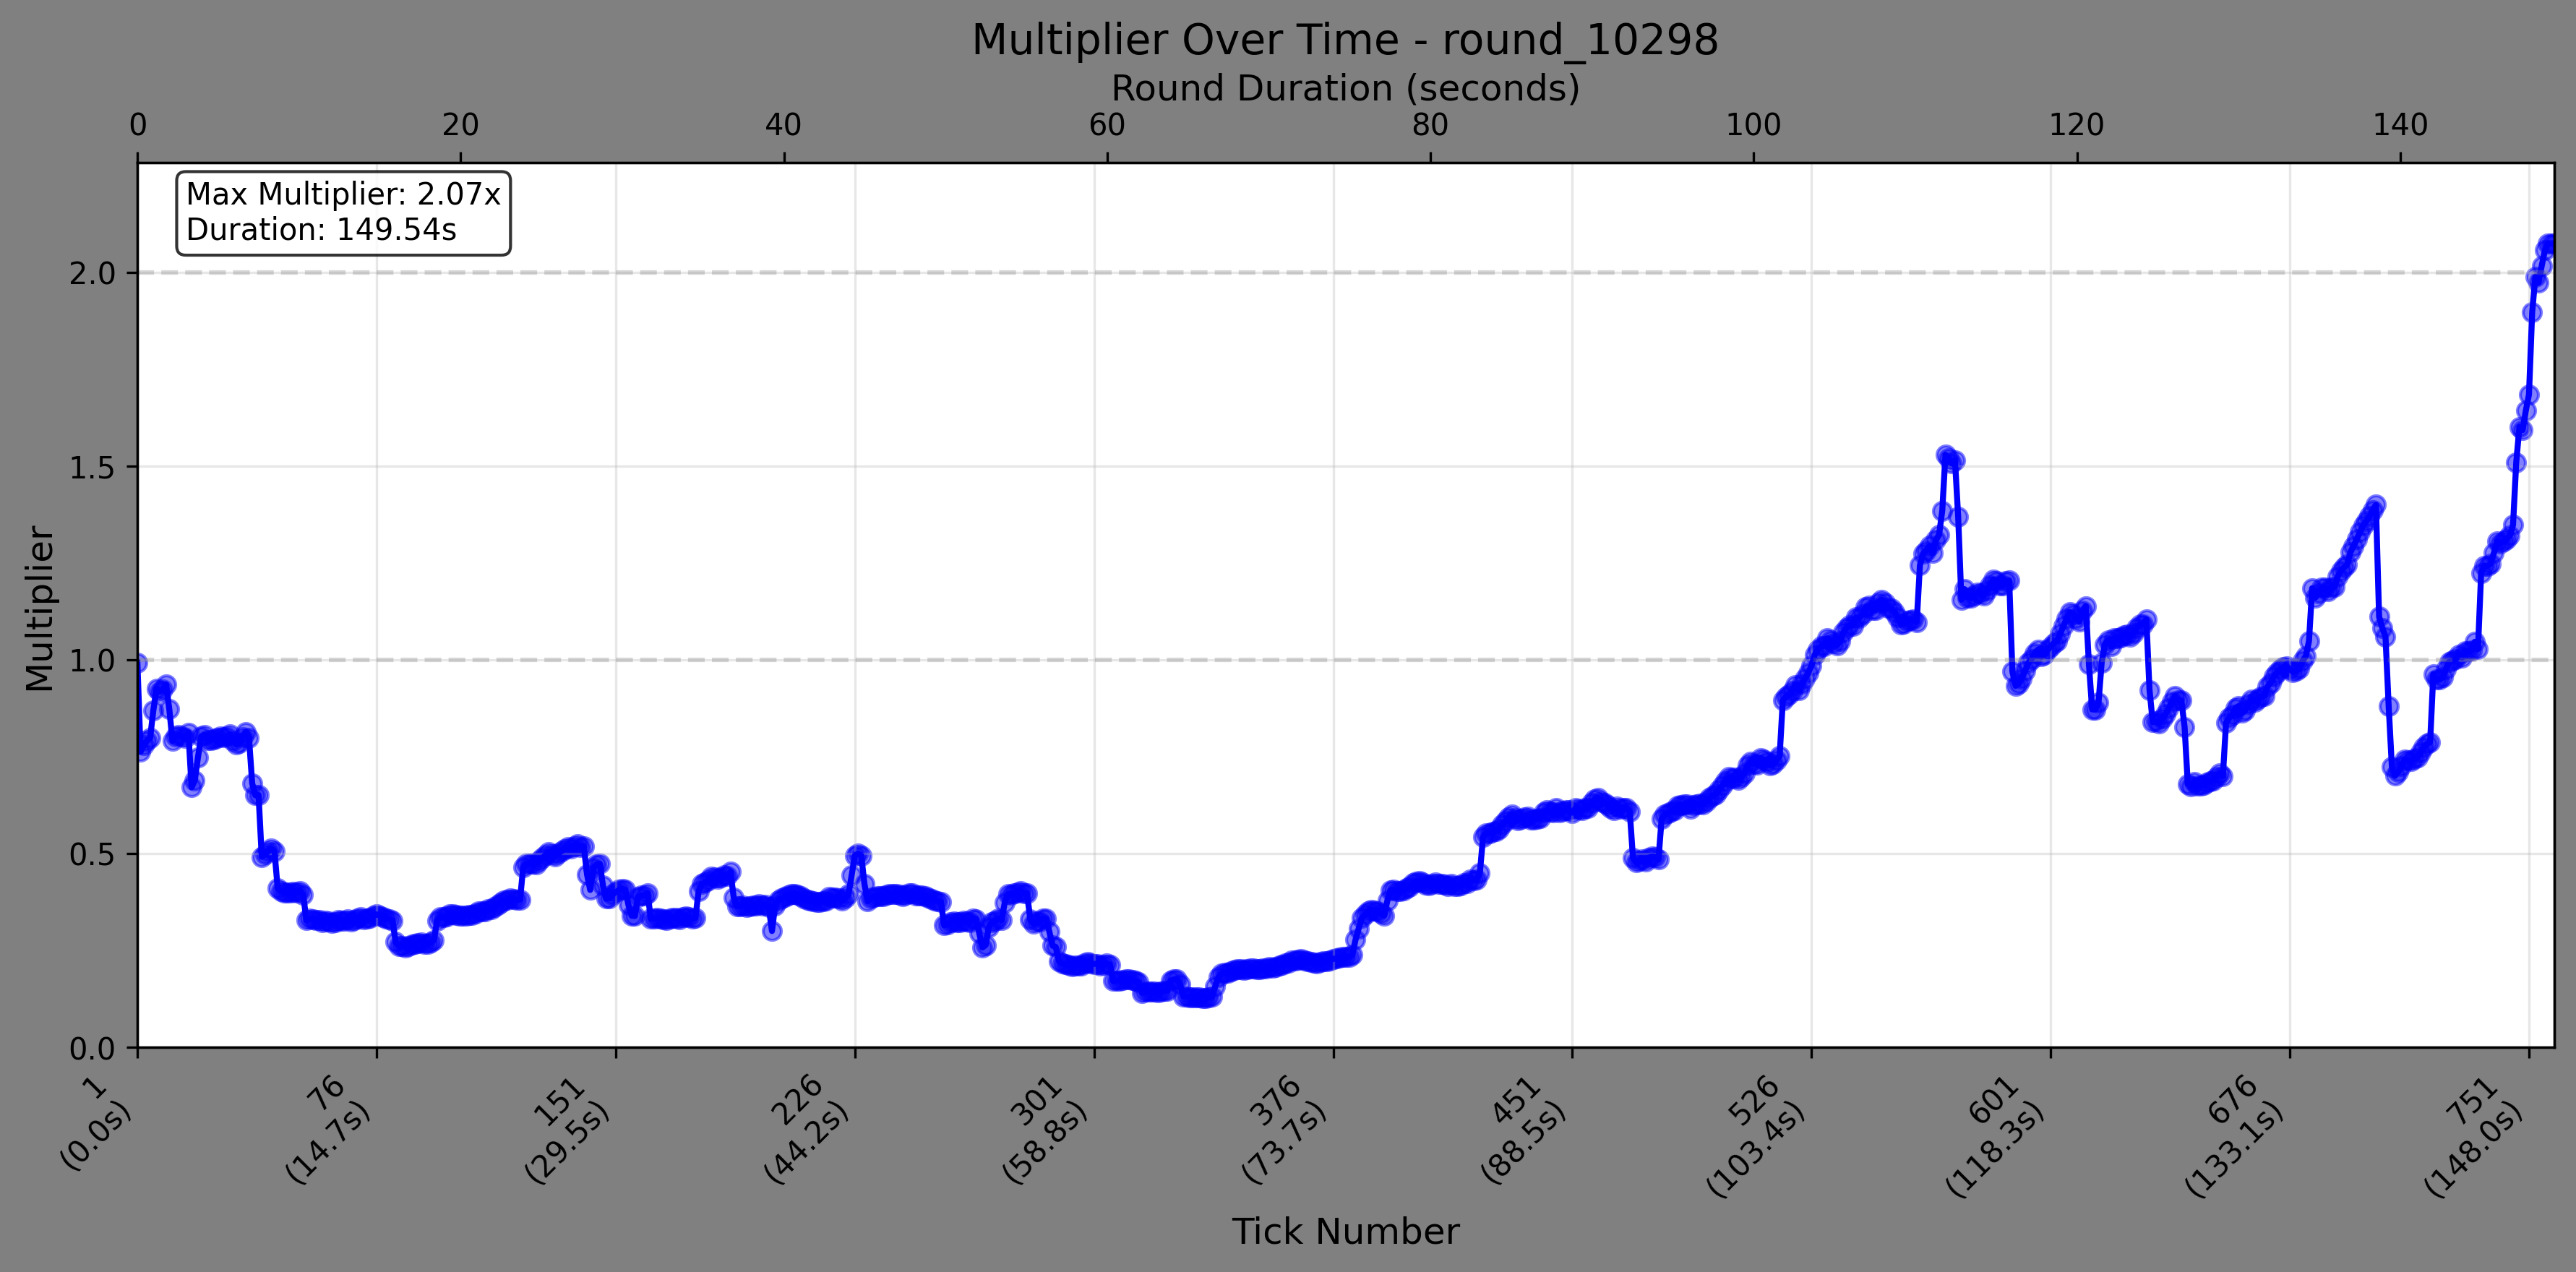 Multiplier Over Time - round_10298
Round Duration (seconds)
0 20 40 60 80 100 120 140
Max Multiplier: 2.07x
Duration: 149.54s
Multiplier
2.0
1.5
1.0
0.5
0.0
1
(0.0s)
76
(14.7s)
151
(29.5s)
226
(44.2s)
301
(58.8s)
376
(73.7s)
451
(88.5s)
526
(103.4s)
601
(118.3s)
676
(133.1s)
751
(148.0s)
Tick Number